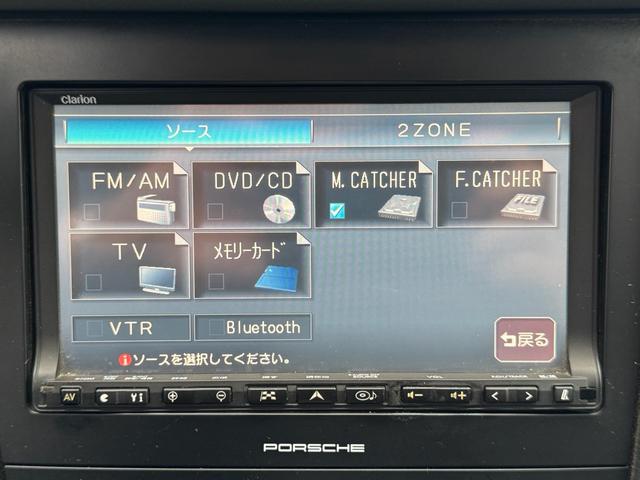 clarion
ソース
2ZONE
FM/AM
DVD/CD
M. CATCHER
F. CATCHER
FILE
TV
メモリーカード
VTR
Bluetooth
戻る
ソースを選択してください。
AV
VOL
PORSCHE